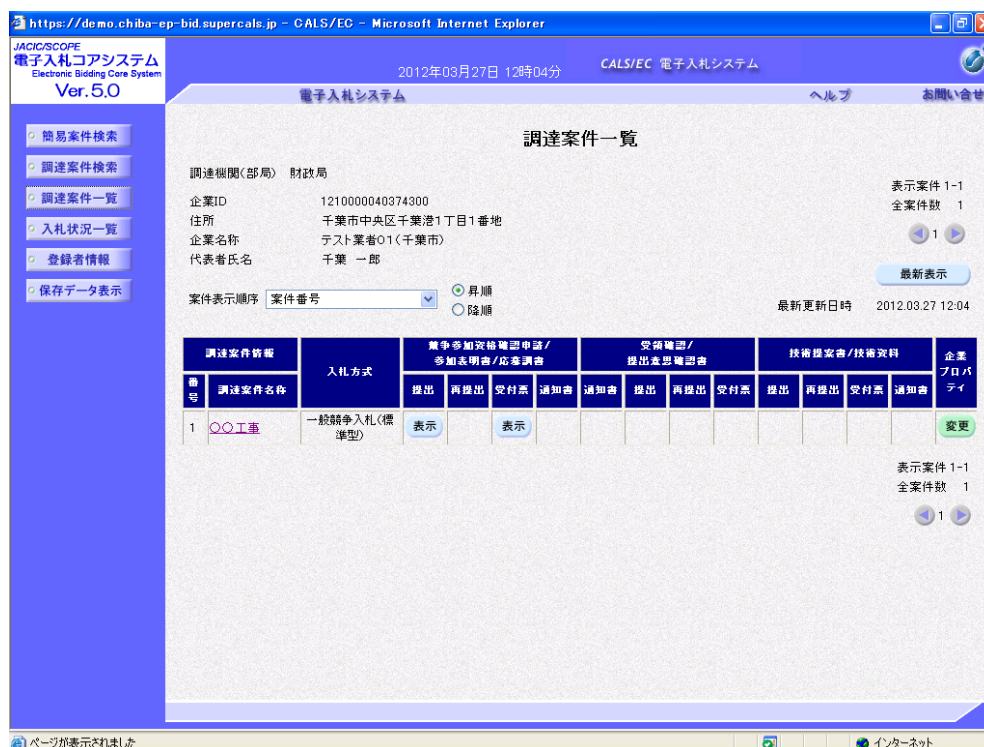 https://demo.chiba-ep-bid.supercals.jp - CALS/EC - Microsoft Internet Explorer
JACIC/SCOPE
電子入札コアシステム
Electronic Bidding Core System
Ver.5.0
2012年03月27日 12時04分
CALS/EC 電子入札システム
電子入札システム
ヘルプ
お問い合せ
簡易案件検索
調達案件検索
調達案件一覧
入札状況一覧
登録者情報
保存データ表示
調達案件一覧
調達機関(部局) 財政局
企業ID 1210000040374300
住所 千葉市中央区千葉港1丁目1番地
企業名称 テスト業者01(千葉市)
代表者氏名 千葉 一郎
表示案件 1-1
全案件数 1
1
最新表示
案件表示順序 案件番号
昇順
降順
最新更新日時 2012.03.27 12:04
調達案件情報
入札方式
競争参加資格確認申請/
参加表明書/応募調書
受領確認/
提出意思確認書
技術提案書/技術資料
企業
プロパ
ティ
番号 調達案件名称 提出 再提出 受付票 通知書 通知書 提出 再提出 受付票 提出 再提出 受付票 通知書
1 〇〇工事 一般競争入札(標準型) 表示 表示 変更
表示案件 1-1
全案件数 1
1
ページが表示されました
インターネット